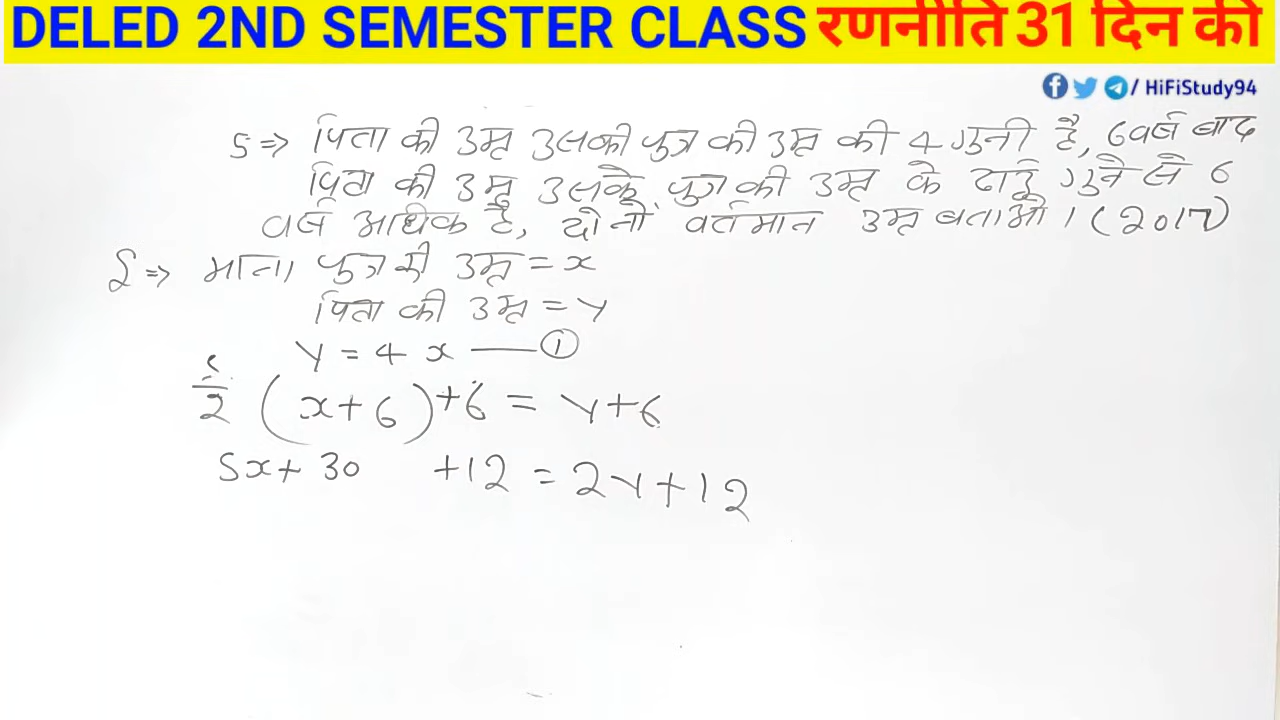 DELED 2ND SEMESTER CLASS रणनीति 31 दिन की
/ HiFiStudy94
5⇒ पिता की उम्र उसकी पुत्र की उम्र की 4 गुनी है, 6 वर्ष बाद
पिता की उम्र उसके पुत्र की उम्र के ढाई गुने से 6
वर्ष अधिक है, दोनों वर्तमान उम्र बताओ। (2017)
⇒ माना पुत्र की उम्र = x
पिता की उम्र = y
y = 4 x —— ①
5/2 (x+6) +6 = y+6
5x+ 30 +12 = 2y+12